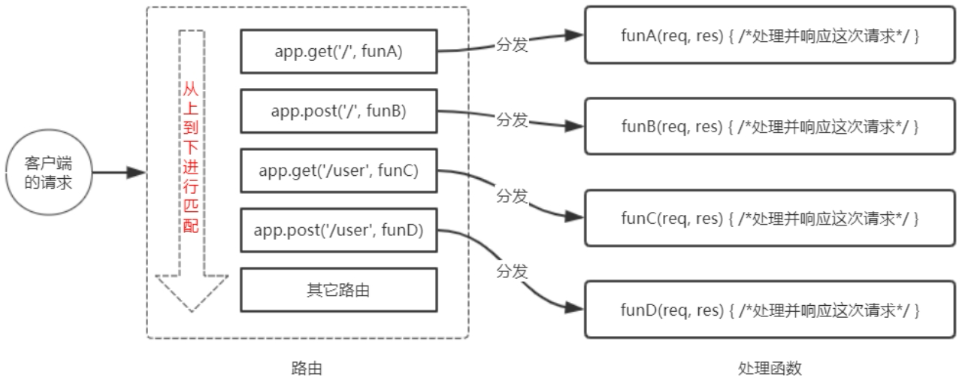 客户端
的请求
从上到下进行匹配
app.get('/', funA)
app.post('/', funB)
app.get('/user', funC)
app.post('/user', funD)
其它路由
路由
分发
分发
分发
分发
funA(req, res) { /*处理并响应这次请求*/ }
funB(req, res) { /*处理并响应这次请求*/ }
funC(req, res) { /*处理并响应这次请求*/ }
funD(req, res) { /*处理并响应这次请求*/ }
处理函数